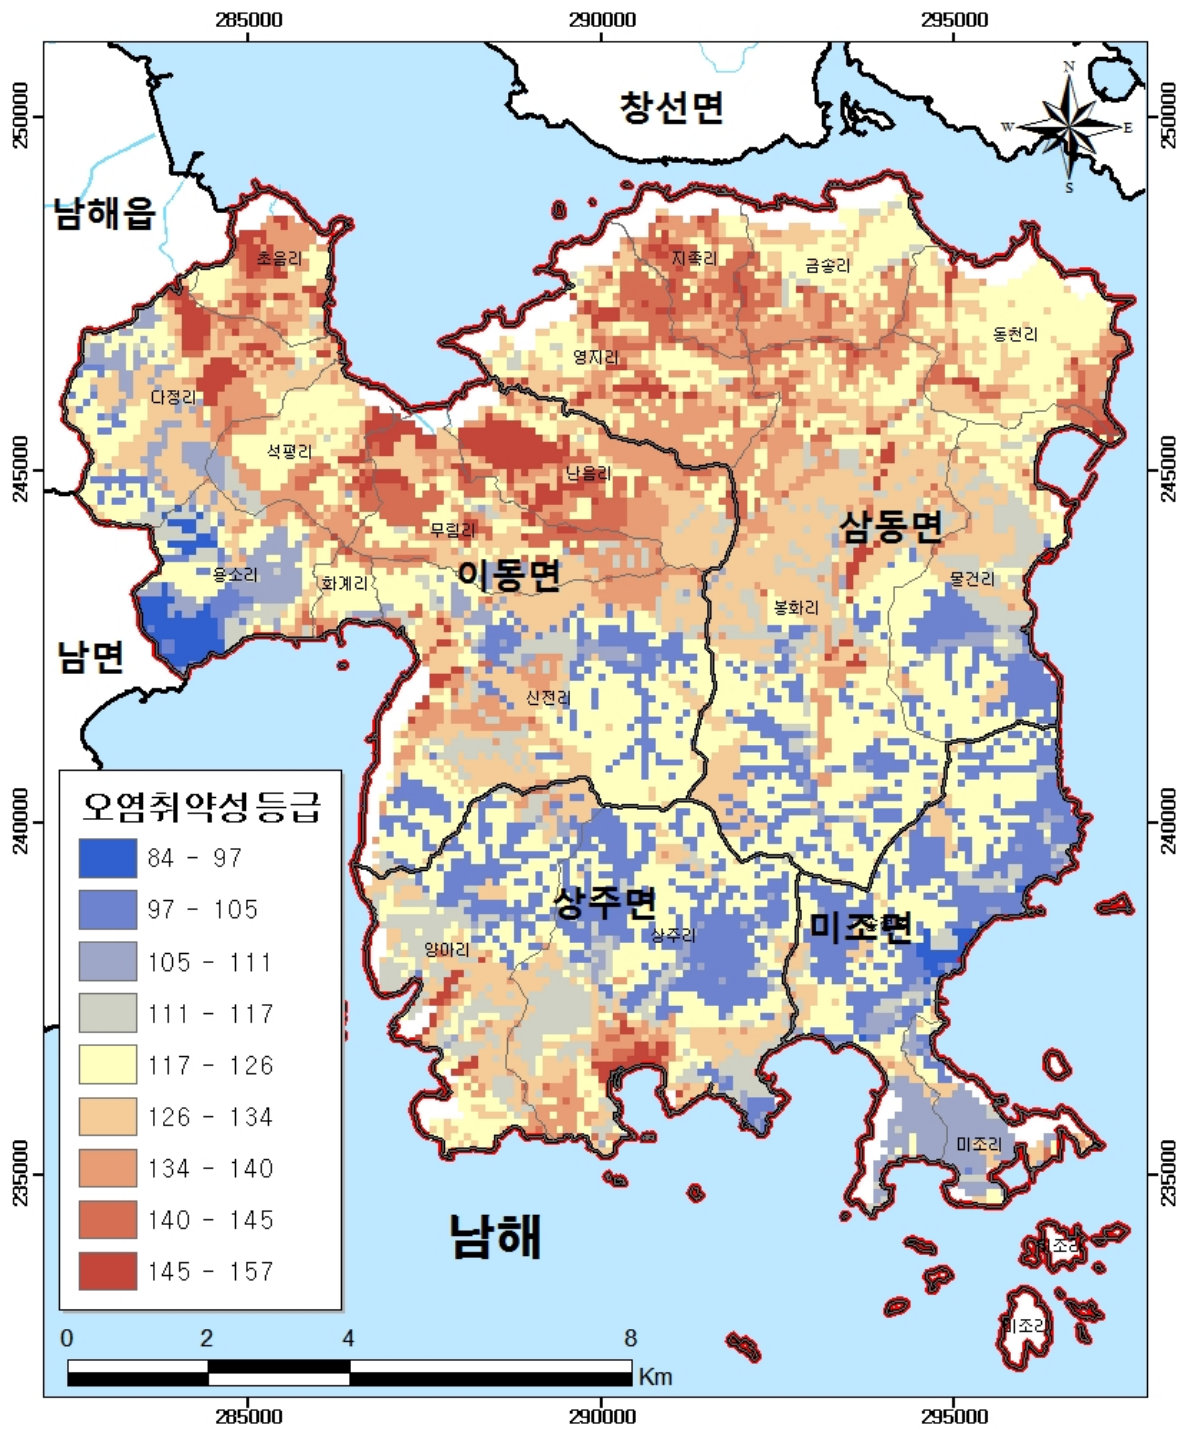 285000
290000
295000
250000
250000
N
W
E
S
창선면
남해읍
초음리
지족리
금송리
동천리
영지리
다정리
석평리
245000
245000
난음리
무림리
삼동면
이동면
용소리
화계리
물건리
봉화리
남면
신전리
240000
240000
오염취약성등급
84 - 97
97 - 105
105 - 111
111 - 117
117 - 126
126 - 134
134 - 140
140 - 145
145 - 157
상주면
미조면
상주리
양아리
미조리
235000
235000
남해
미조리
미조리
0
2
4
8
Km
285000
290000
295000